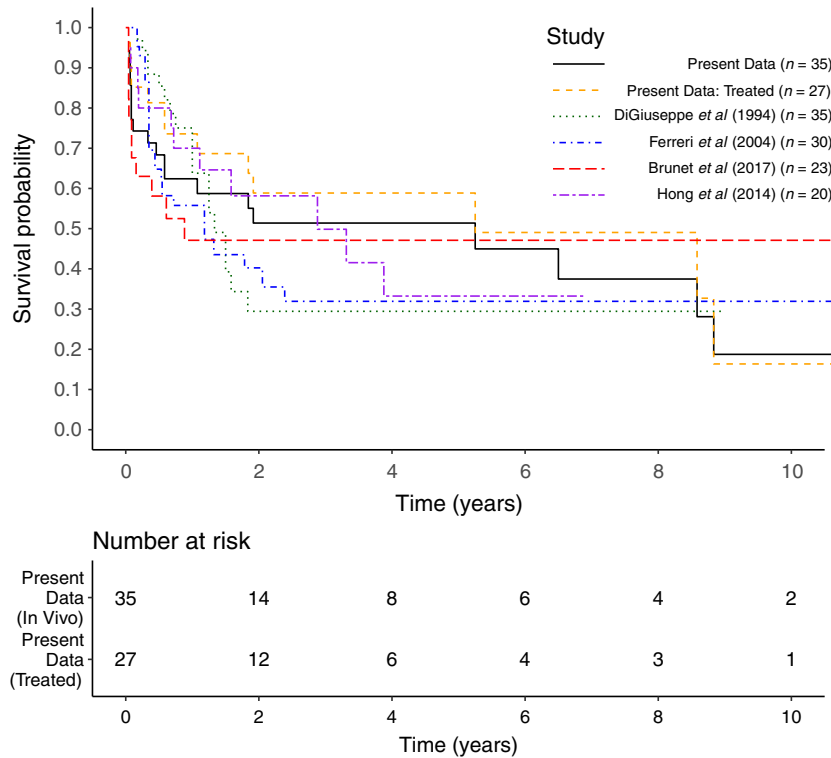 Survival probability
1.0
0.9
0.8
0.7
0.6
0.5
0.4
0.3
0.2
0.1
0.0
Study
Present Data (n = 35)
Present Data: Treated (n = 27)
DiGiuseppe et al (1994) (n = 35)
Ferreri et al (2004) (n = 30)
Brunet et al (2017) (n = 23)
Hong et al (2014) (n = 20)
0 2 4 6 8 10
Time (years)
Number at risk
Present
Data
(In Vivo)
35 14 8 6 4 2
Present
Data
(Treated)
27 12 6 4 3 1
0 2 4 6 8 10
Time (years)